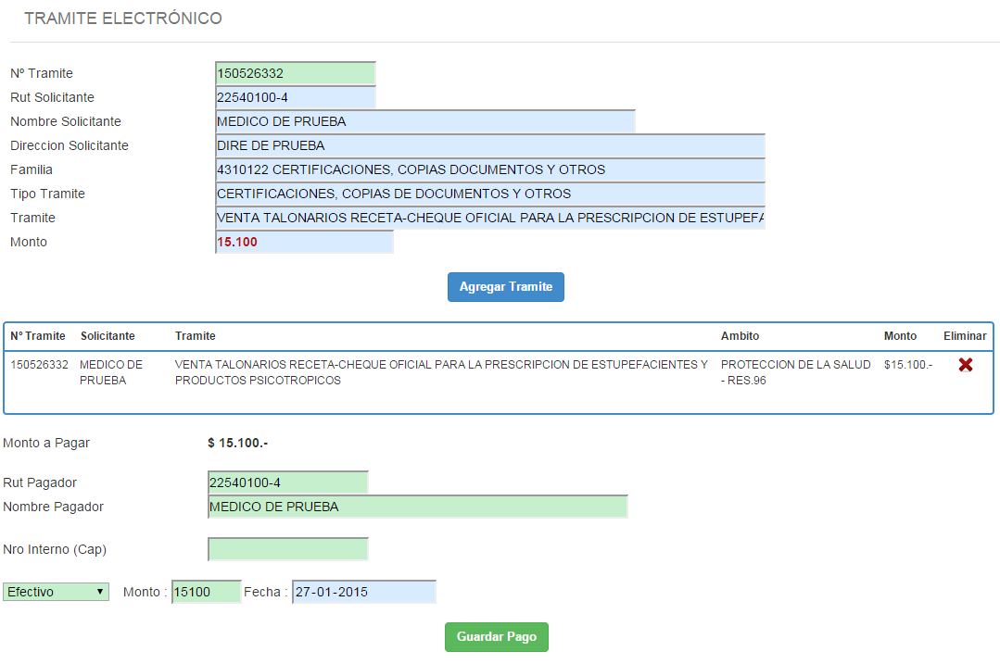 TRAMITE ELECTRÓNICO
Nº Tramite 150526332
Rut Solicitante 22540100-4
Nombre Solicitante MEDICO DE PRUEBA
Direccion Solicitante DIRE DE PRUEBA
Familia 4310122 CERTIFICACIONES, COPIAS DOCUMENTOS Y OTROS
Tipo Tramite CERTIFICACIONES, COPIAS DE DOCUMENTOS Y OTROS
Tramite VENTA TALONARIOS RECETA-CHEQUE OFICIAL PARA LA PRESCRIPCION DE ESTUPEFA
Monto 15.100
Agregar Tramite
Nº Tramite Solicitante Tramite Ambito Monto Eliminar
150526332 MEDICO DE VENTA TALONARIOS RECETA-CHEQUE OFICIAL PARA LA PRESCRIPCION DE ESTUPEFACIENTES Y PROTECCION DE LA SALUD $15.100.-
PRUEBA PRODUCTOS PSICOTROPICOS - RES.96
Monto a Pagar $ 15.100.-
Rut Pagador 22540100-4
Nombre Pagador MEDICO DE PRUEBA
Nro Interno (Cap)
Efectivo Monto : 15100 Fecha : 27-01-2015
Guardar Pago